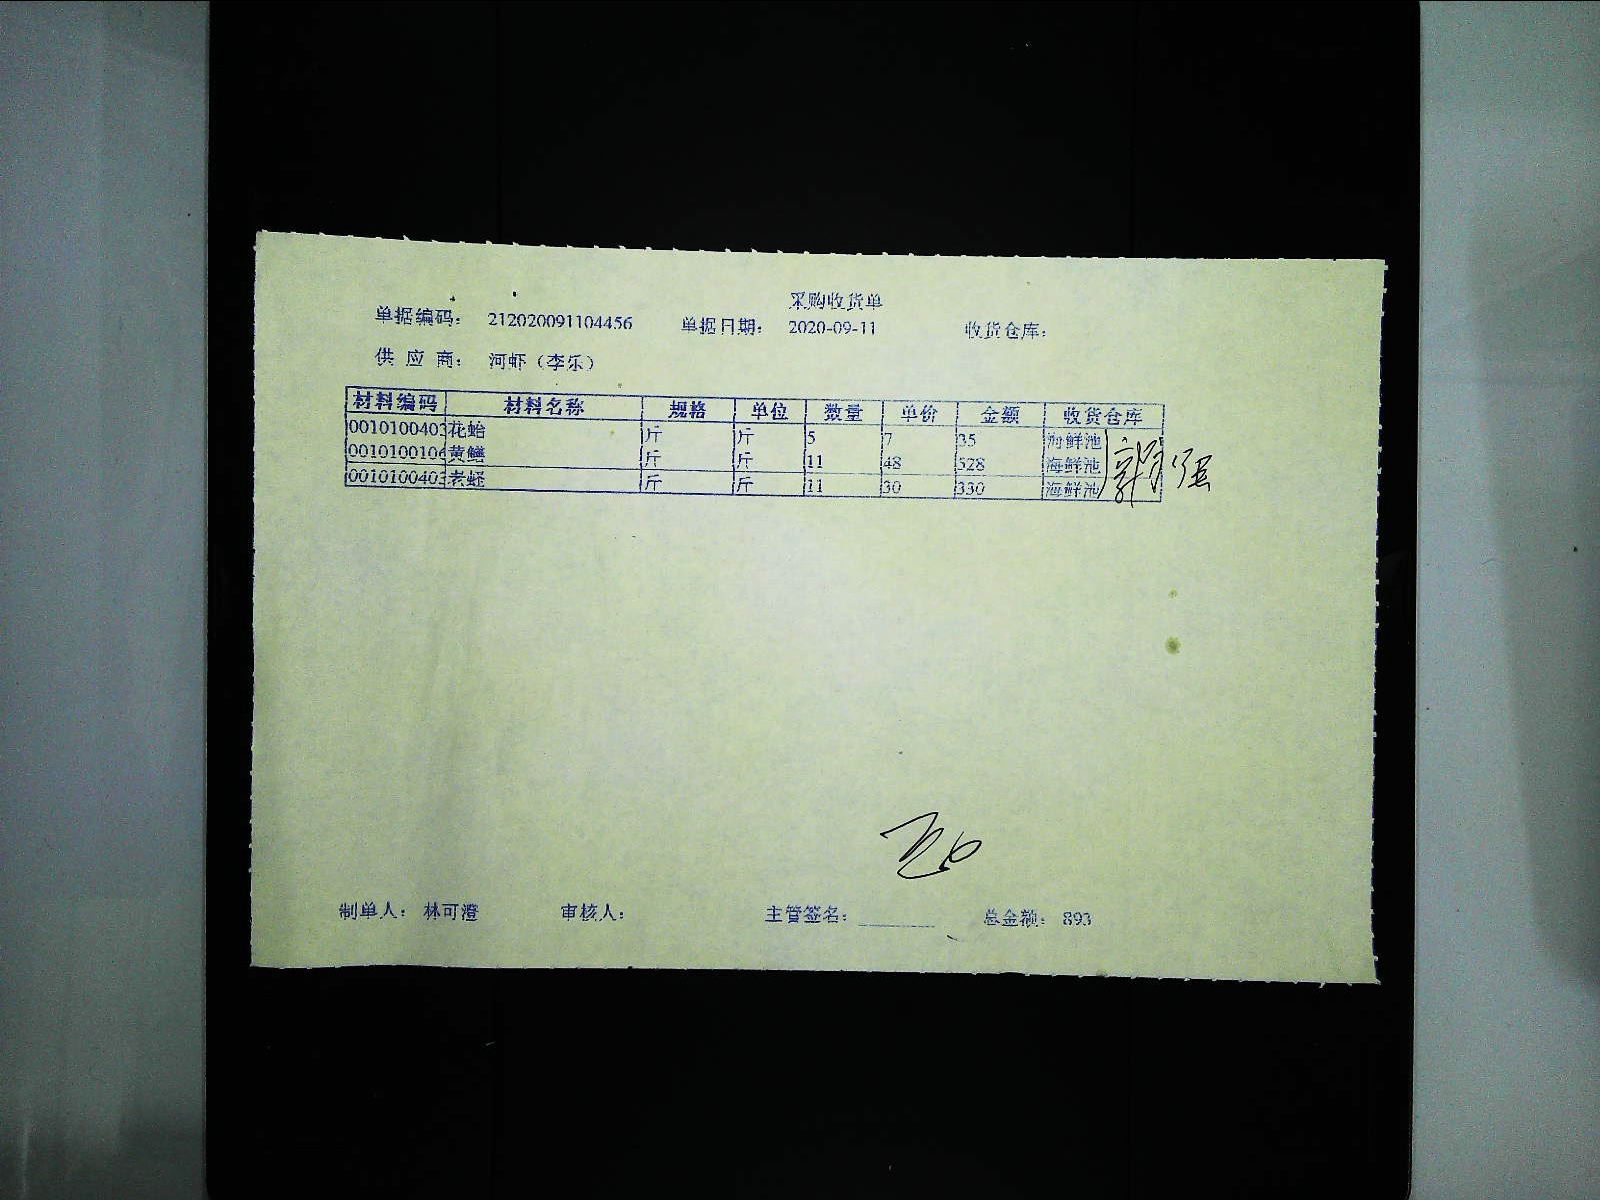 采购收货单
单据编码: 212020091104456 单据日期: 2020-09-11 收货仓库:
供 应 商: 河虾（李乐）
材料编码 材料名称 规格 单位 数量 单价 金额 收货仓库
0010100403 花蛤 斤 斤 5 7 35 海鲜池
0010100106 黄鳝 斤 斤 11 48 528 海鲜池
0010100403 老蛏 斤 斤 11 30 330 海鲜池
制单人: 林可澄 审核人: 主管签名: 总金额: 893